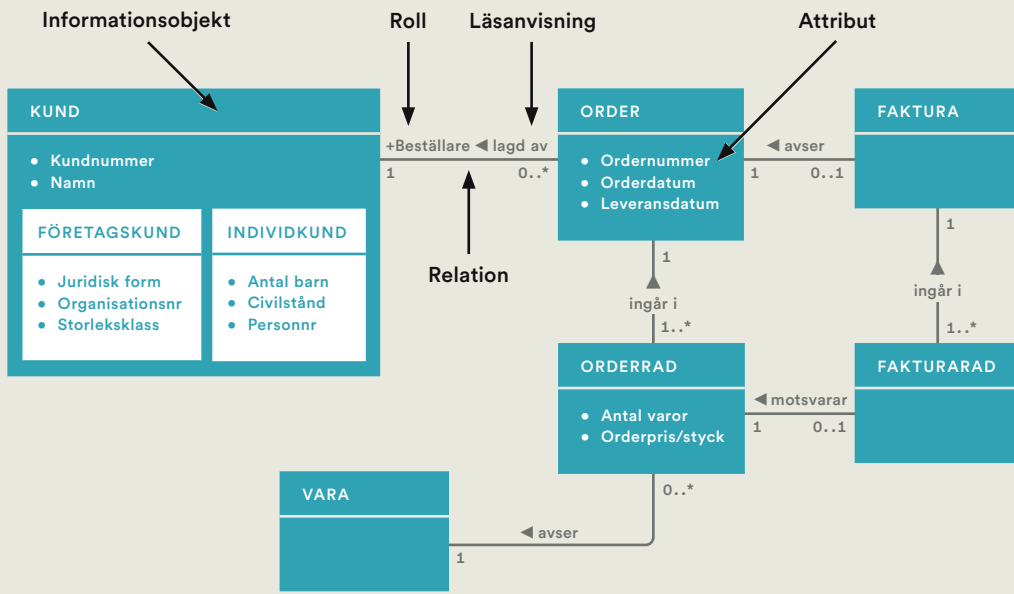 Informationsobjekt
Roll
Läsanvisning
Attribut
KUND
Kundnummer
Namn
FÖRETAGSKUND
Juridisk form
Organisationsnr
Storleksklass
INDIVIDKUND
Antal barn
Civilstånd
Personnr
+Beställare ◀ lagd av
1
0..*
Relation
ORDER
Ordernummer
Orderdatum
Leveransdatum
◀ avser
1
0..1
FAKTURA
1
ingår i
1..*
1
ingår i
1..*
ORDERRAD
Antal varor
Orderpris/styck
◀ motsvarar
1
0..1
FAKTURARAD
0..*
◀ avser
1
VARA